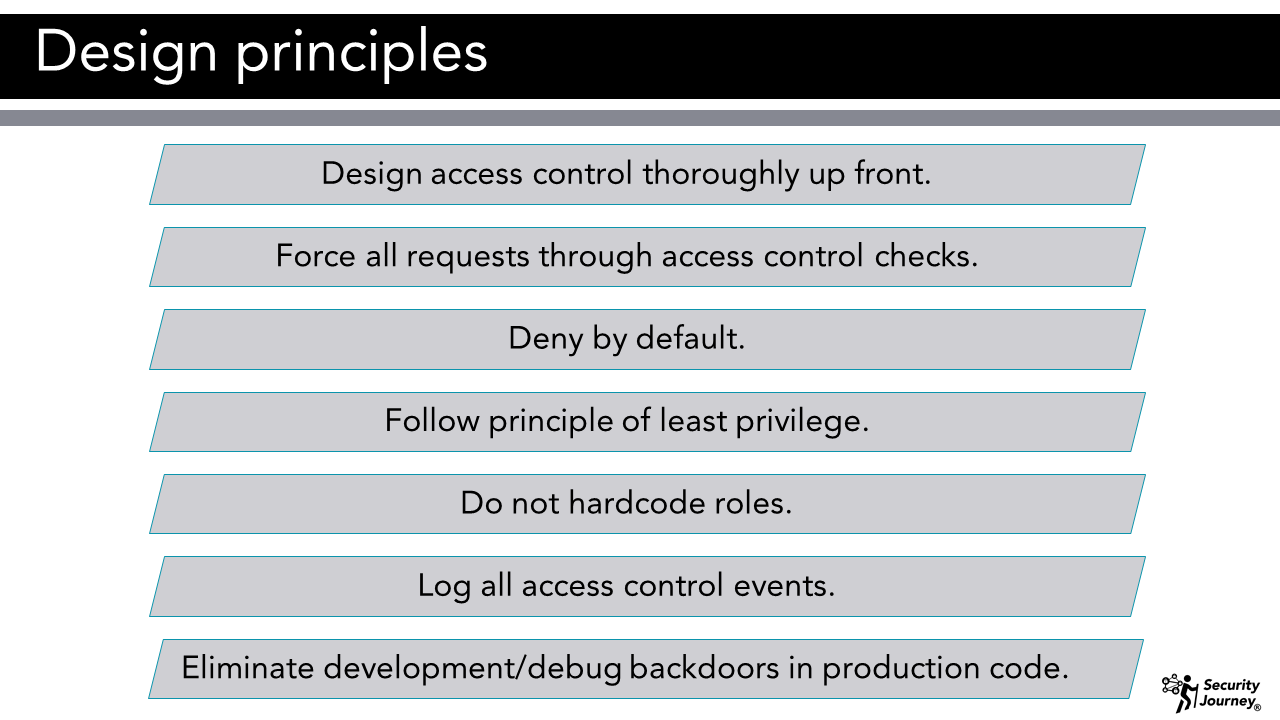 Design principles
Design access control thoroughly up front.
Force all requests through access control checks.
Deny by default.
Follow principle of least privilege.
Do not hardcode roles.
Log all access control events.
Eliminate development/debug backdoors in production code.
Security
Journey®